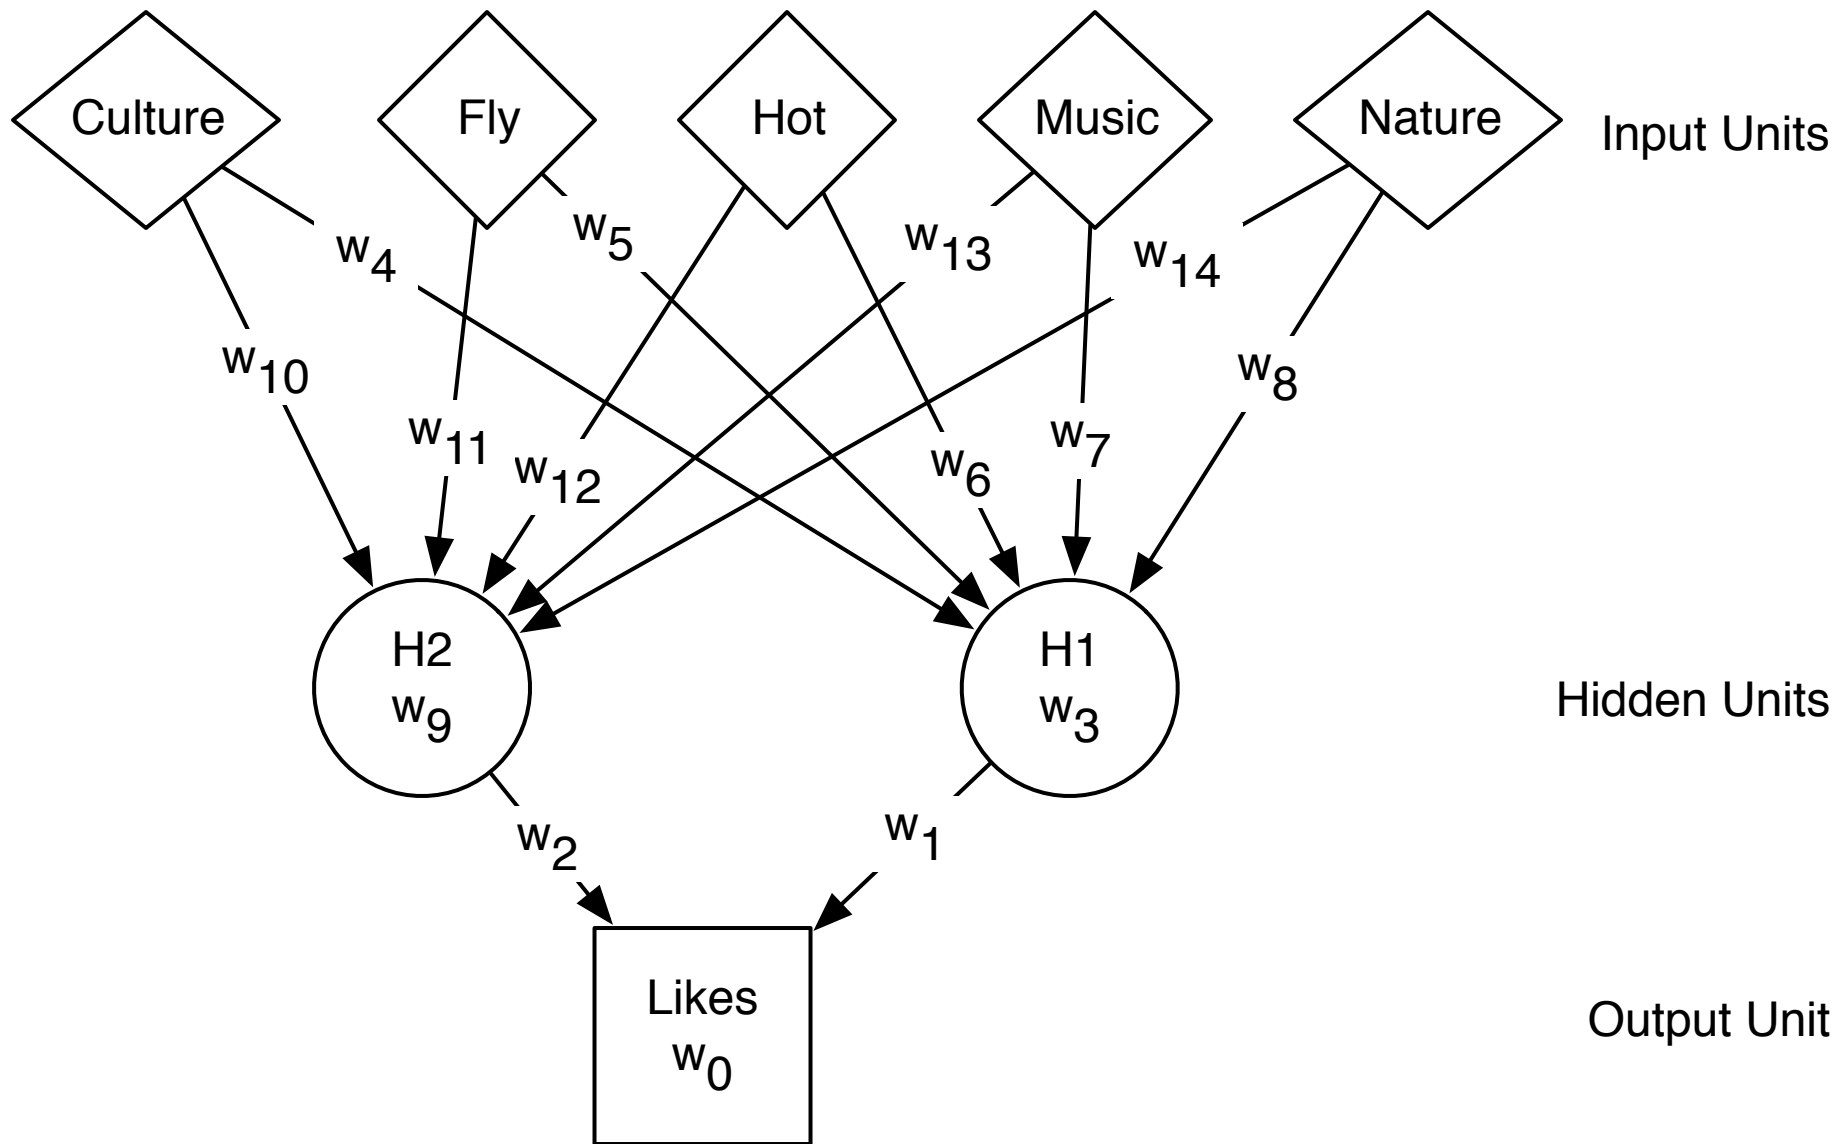 Culture
Fly
Hot
Music
Nature
Input Units
w5
w13
w4
w14
w10
w8
w11
w7
w12
w6
H2
w9
H1
w3
Hidden Units
w2
w1
Likes
w0
Output Unit